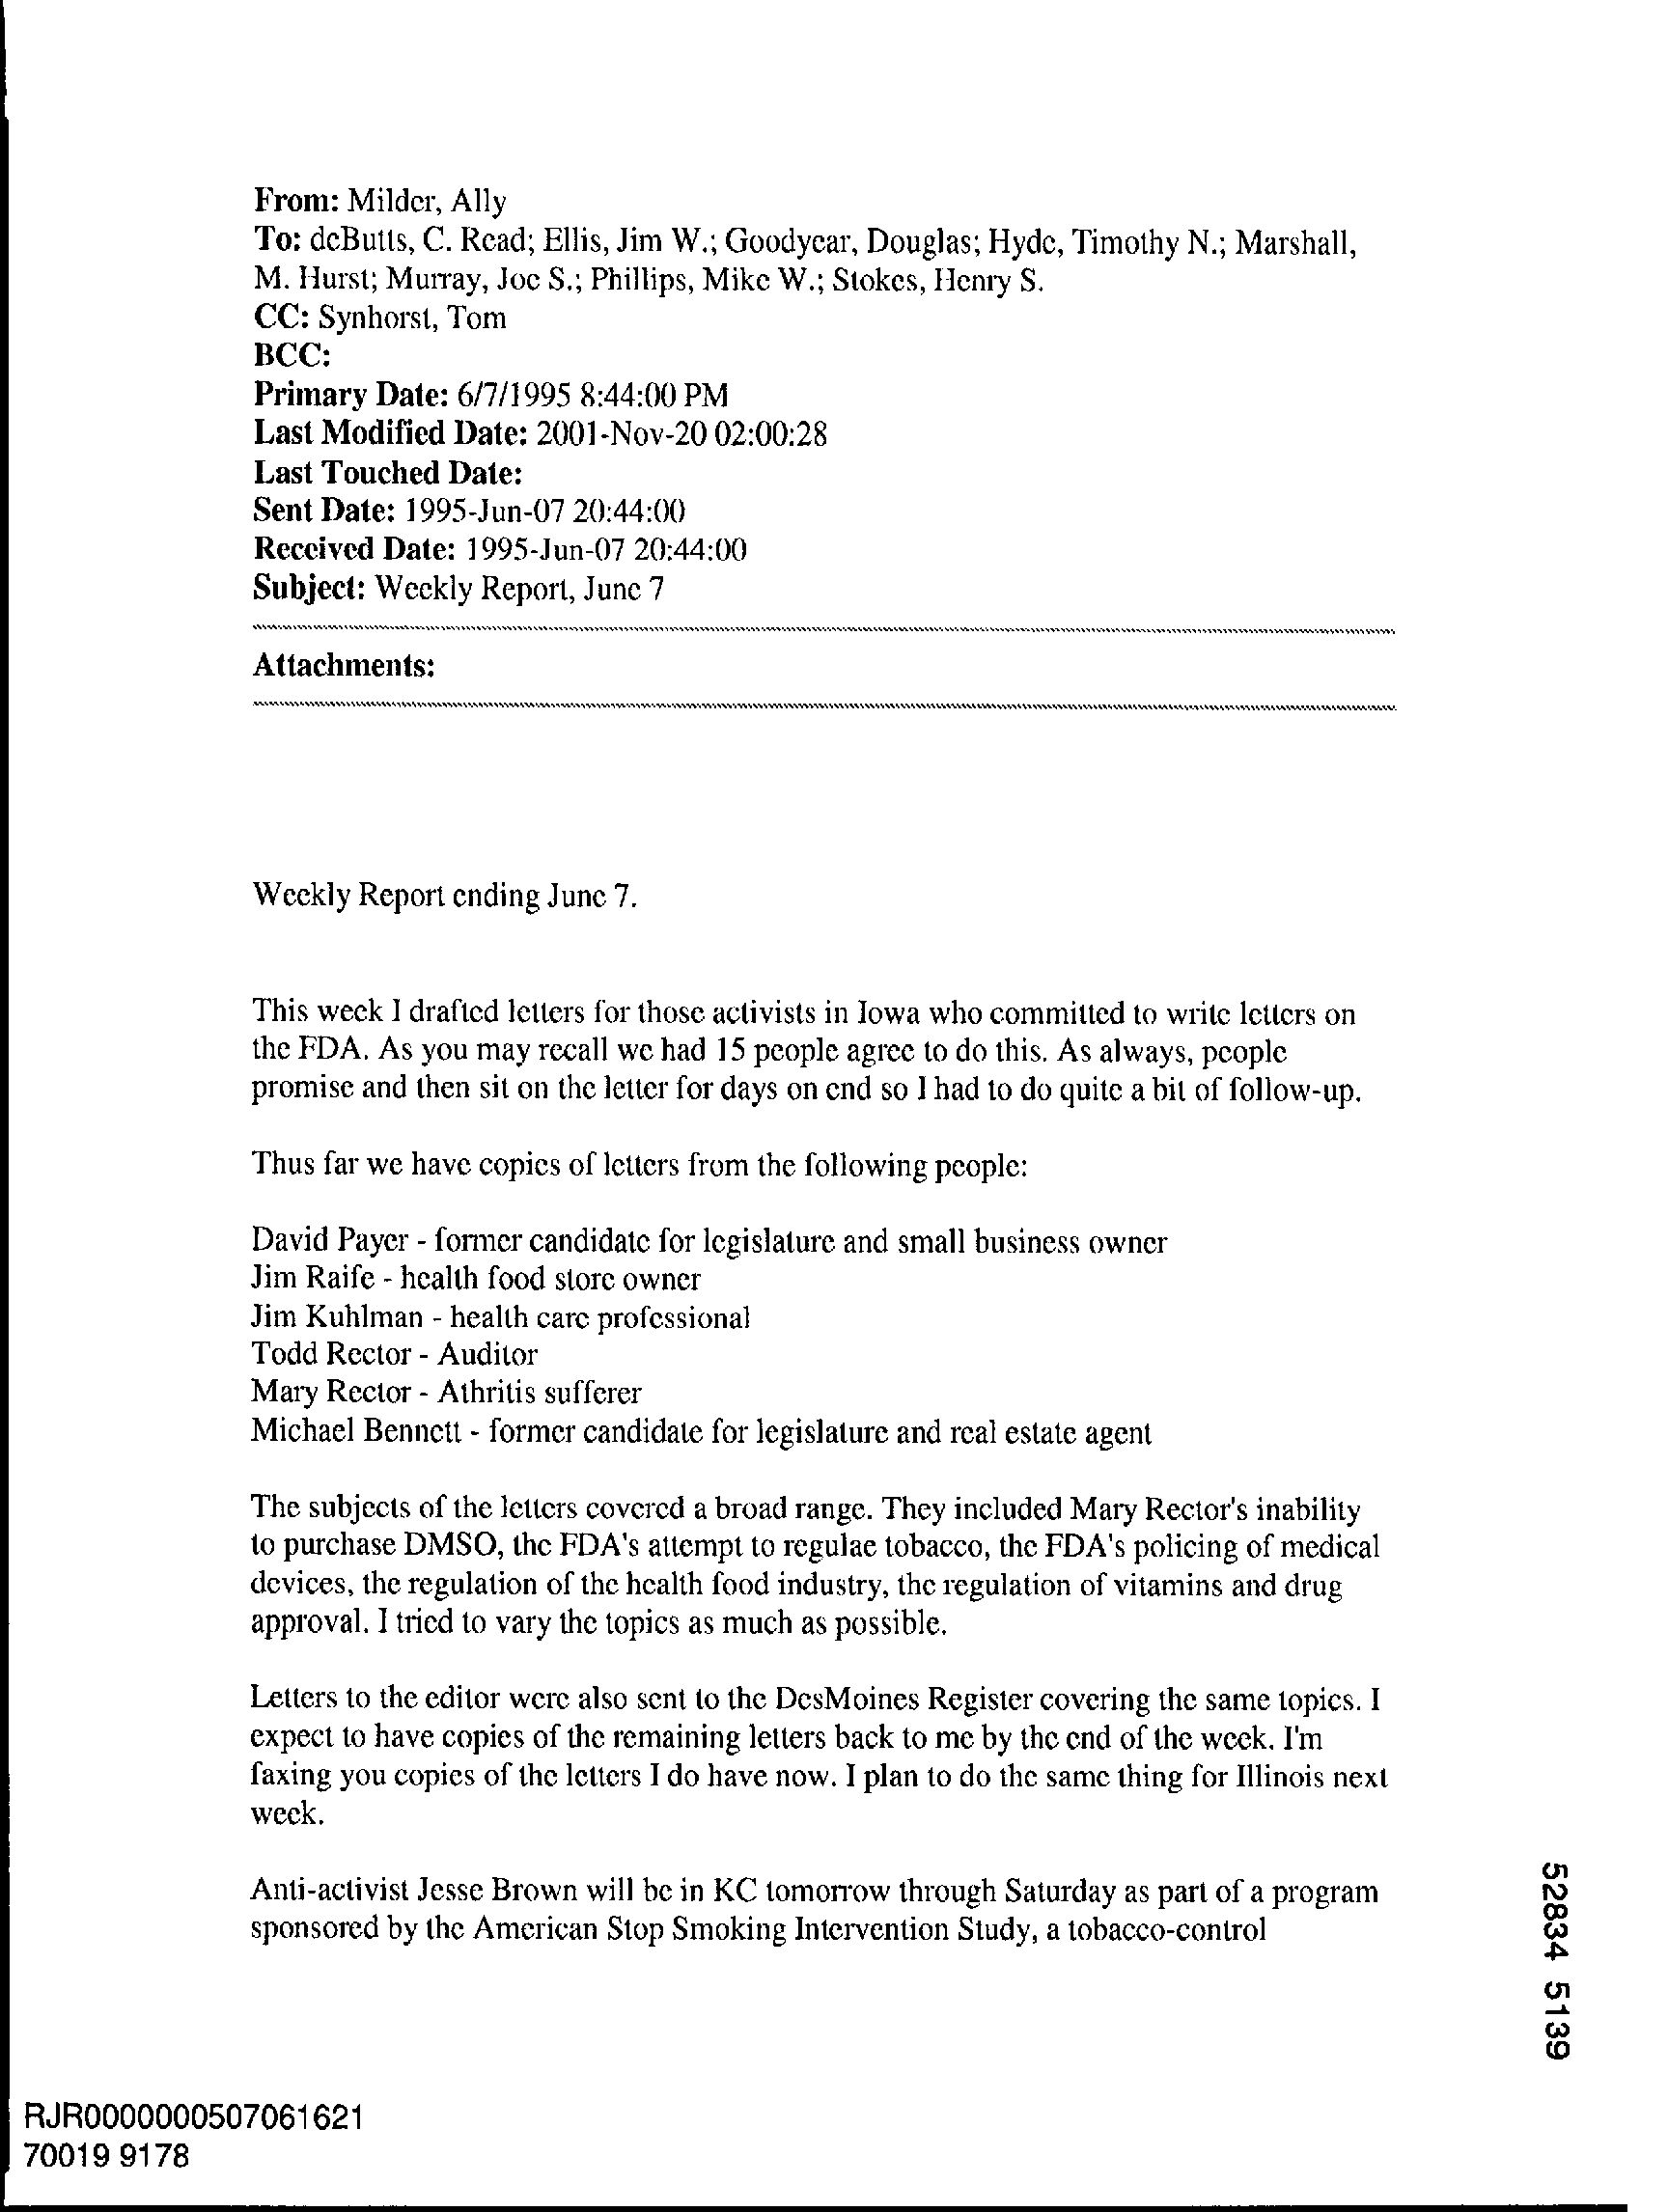 From: Milder, Ally
To: deButts, C. Read; Ellis, Jim W.; Goodyear, Douglas; Hyde, Timothy N.; Marshall,
M. Hurst; Murray, Joe S.; Phillips, Mike W.; Stokes, Henry S.
CC: Synhorst, Tom
BCC:
Primary Date: 6/7/1995 8:44:00 PM
Last Modified Date: 2001-Nov-20 02:00:28
Last Touched Date:
Sent Date: 1995-Jun-07 20:44:00
Received Date: 1995-Jun-07 20:44:00
Subject: Weekly Report, June 7
Attachments:
Weekly Report ending June 7.
This week I drafted letters for those activists in Iowa who committed to write letters on
the FDA. As you may recall we had 15 people agree to do this. As always, people
promise and then sit on the letter for days on end so I had to do quite a bit of follow-up.
Thus far we have copies of letters from the following people:
David Payer - former candidate for legislature and small business owner
Jim Raife - health food store owner
Jim Kuhlman - health care professional
Todd Rector - Auditor
Mary Rector - Athritis sufferer
Michael Bennett - former candidate for legislature and real estate agent
The subjects of the letters covered a broad range. They included Mary Rector's inability
to purchase DMSO, the FDA's attempt to regulae tobacco, the FDA's policing of medical
devices, the regulation of the health food industry, the regulation of vitamins and drug
approval. I tried to vary the topics as much as possible.
Letters to the editor were also sent to the DesMoines Register covering the same topics. I
expect to have copies of the remaining letters back to me by the end of the week. I'm
faxing you copies of the letters I do have now. I plan to do the same thing for Illinois next
week.
Anti-activist Jesse Brown will be in KC tomorrow through Saturday as part of a program
sponsored by the American Stop Smoking Intervention Study, a tobacco-control
52834 5139
RJR0000000507061621
70019 9178